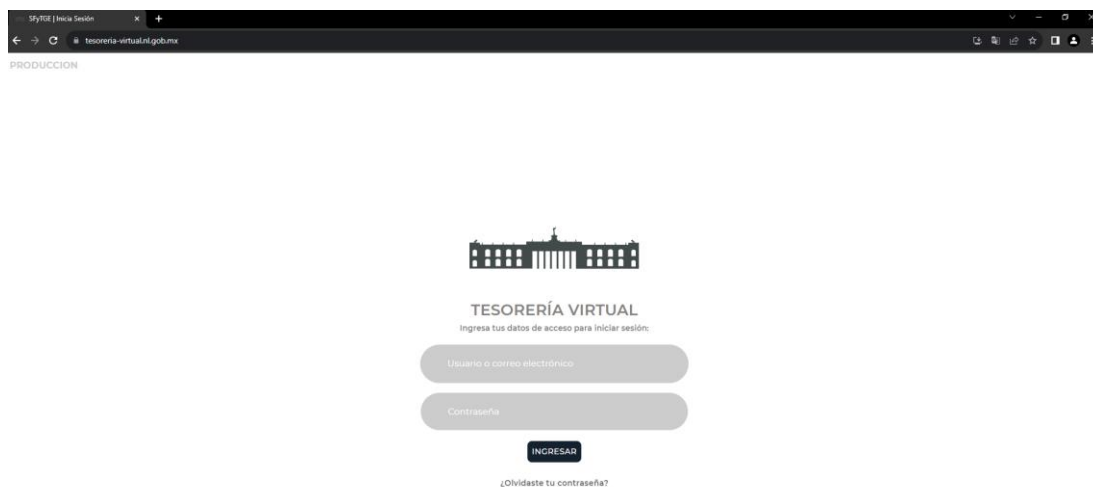 SFyTGE | Inicia Sesión
tesoreria-virtual.nl.gob.mx
PRODUCCION
TESORERÍA VIRTUAL
Ingresa tus datos de acceso para iniciar sesión:
Usuario o correo electrónico
Contraseña
INGRESAR
¿Olvidaste tu contraseña?